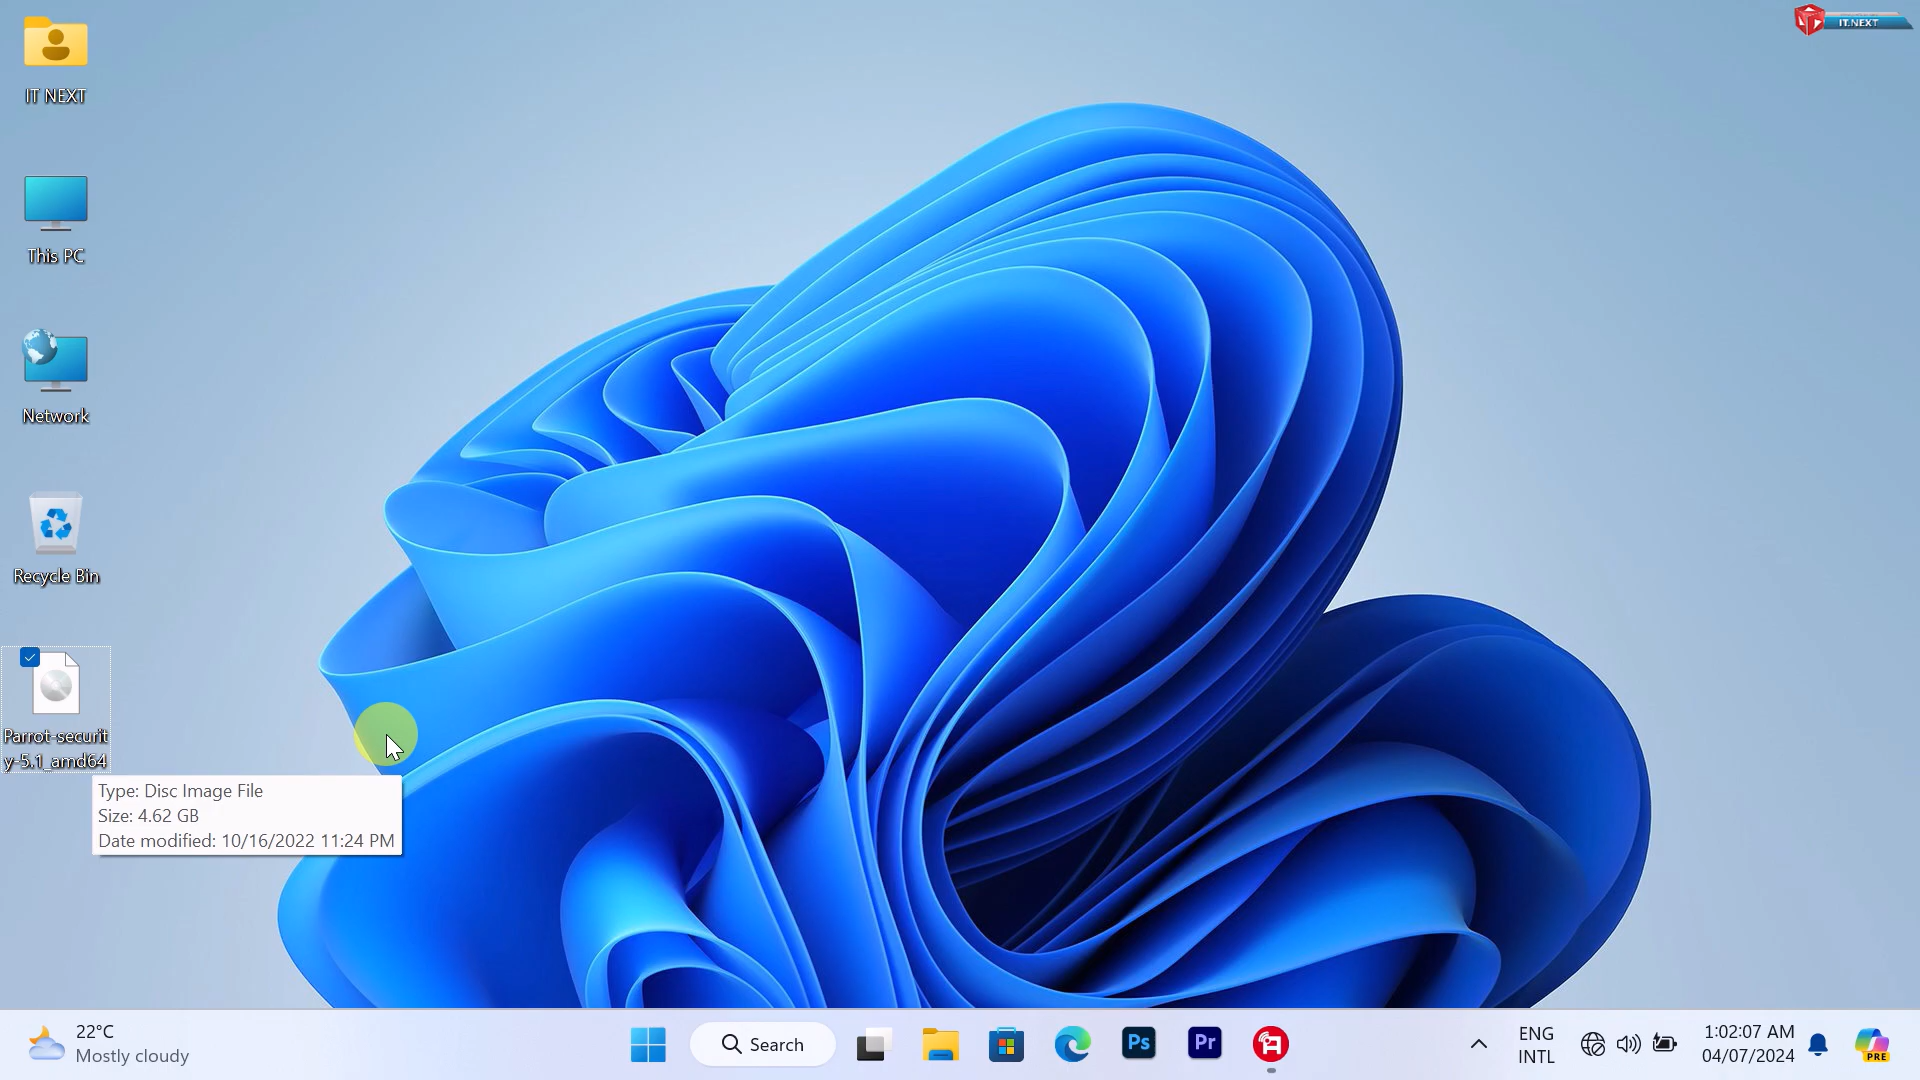 IT.NEXT
IT NEXT
This PC
Network
Recycle Bin
Parrot-securit
y-5.1_amd64
Type: Disc Image File
Size: 4.62 GB
Date modified: 10/16/2022 11:24 PM
22°C
Mostly cloudy
Search
Ps
Pr
ENG
INTL
1:02:07 AM
04/07/2024
PRE